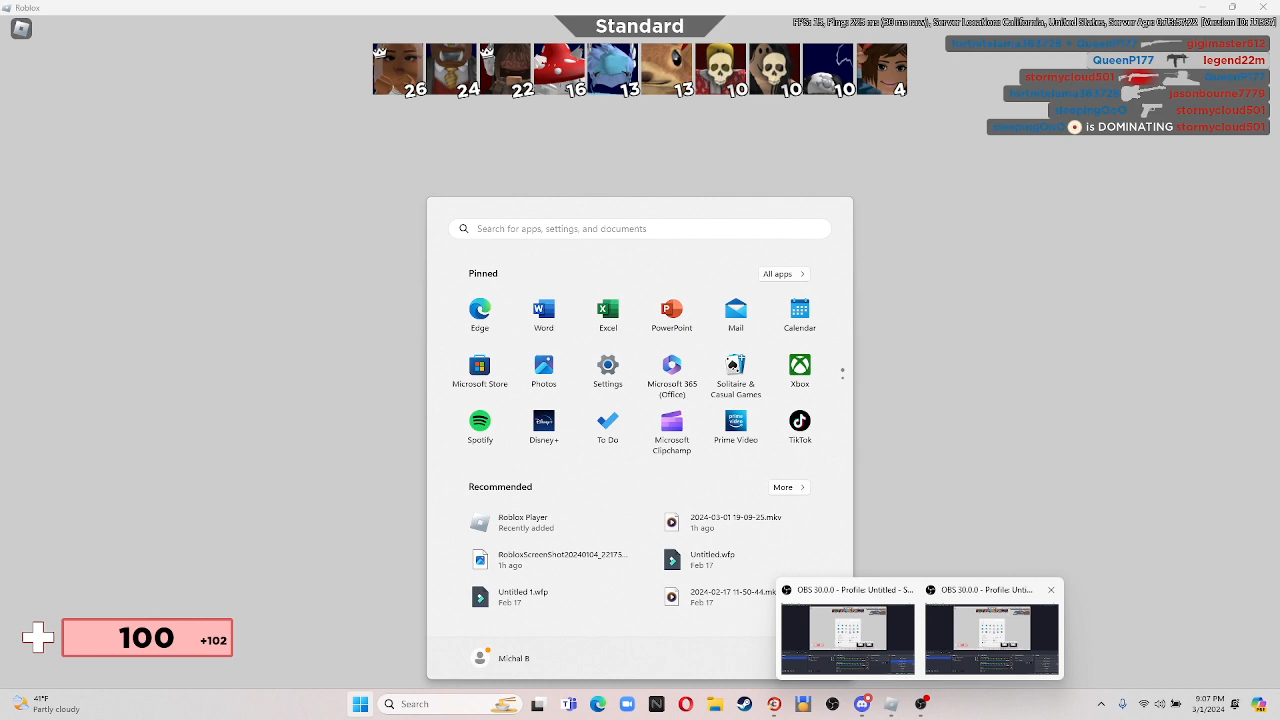 Roblox
Standard
26 24 22 16 13 13 10 10 10 4
gigimaster612
QueenP177 legend22m
stormycloud501 QueenP177
jasonbourne7779
stormycloud501
is DOMINATING stormycloud501
Search for apps, settings, and documents
Pinned
All apps
Edge Word Excel PowerPoint Mail Calendar
Microsoft Store Photos Settings Microsoft 365 (Office) Solitaire & Casual Games Xbox
Spotify Disney+ To Do Microsoft Clipchamp Prime Video TikTok
Recommended
More
Roblox Player
Recently added
2024-03-01 19-09-25.mkv
1h ago
RobloxScreenShot20240104_22175...
1h ago
Untitled.wfp
Feb 17
Untitled 1.wfp
Feb 17
2024-02-17 11-50-44.mk
Feb 17
OBS 30.0.0 - Profile: Untitled - S...
OBS 30.0.0 - Profile: Unti...
100 +102
Michal B
41°F
Partly cloudy
Search
9:07 PM
3/1/2024